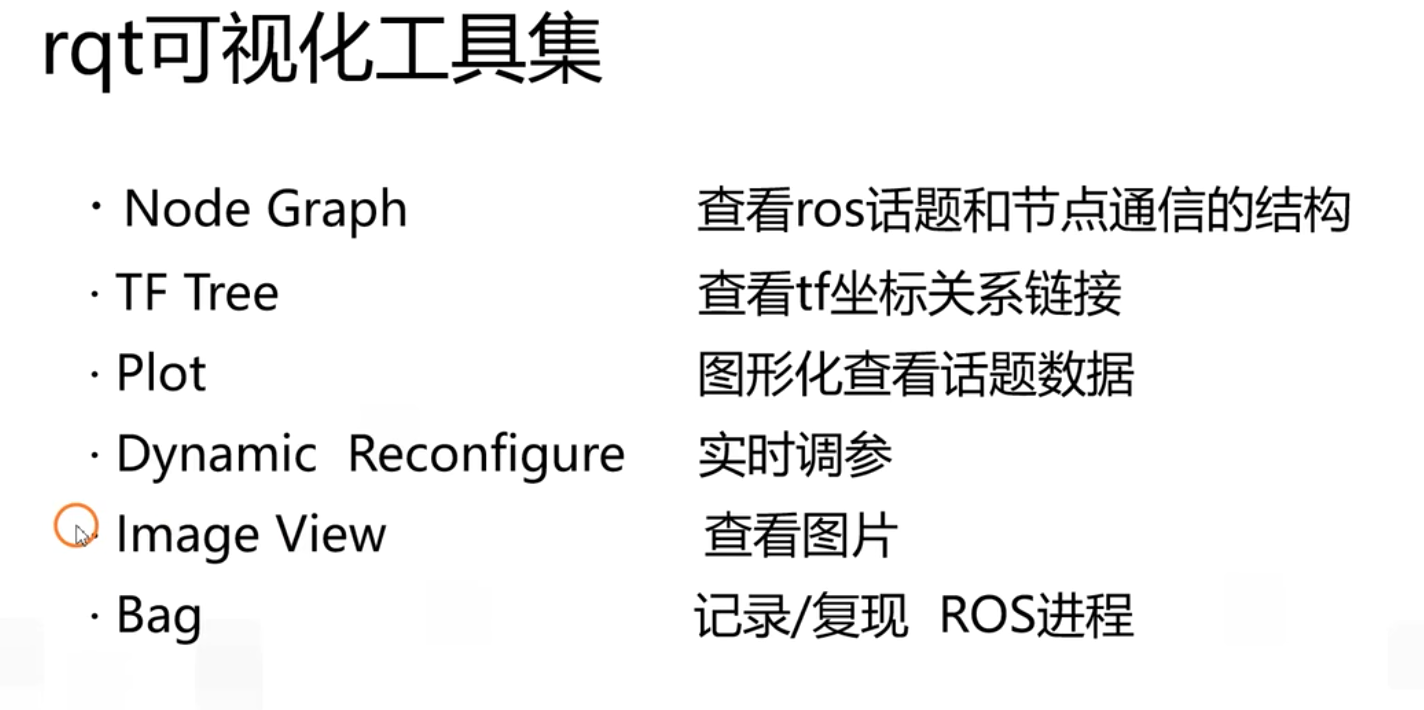 rqt可视化工具集
· Node Graph 查看ros话题和节点通信的结构
· TF Tree 查看tf坐标关系链接
· Plot 图形化查看话题数据
· Dynamic Reconfigure 实时调参
· Image View 查看图片
· Bag 记录/复现 ROS进程